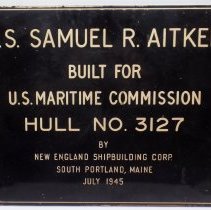 .S. SAMUEL R. AITKE
BUILT FOR
U.S. MARITIME COMMISSION
HULL NO. 3127
BY
NEW ENGLAND SHIPBUILDING CORP.
SOUTH PORTLAND, MAINE
JULY 1945